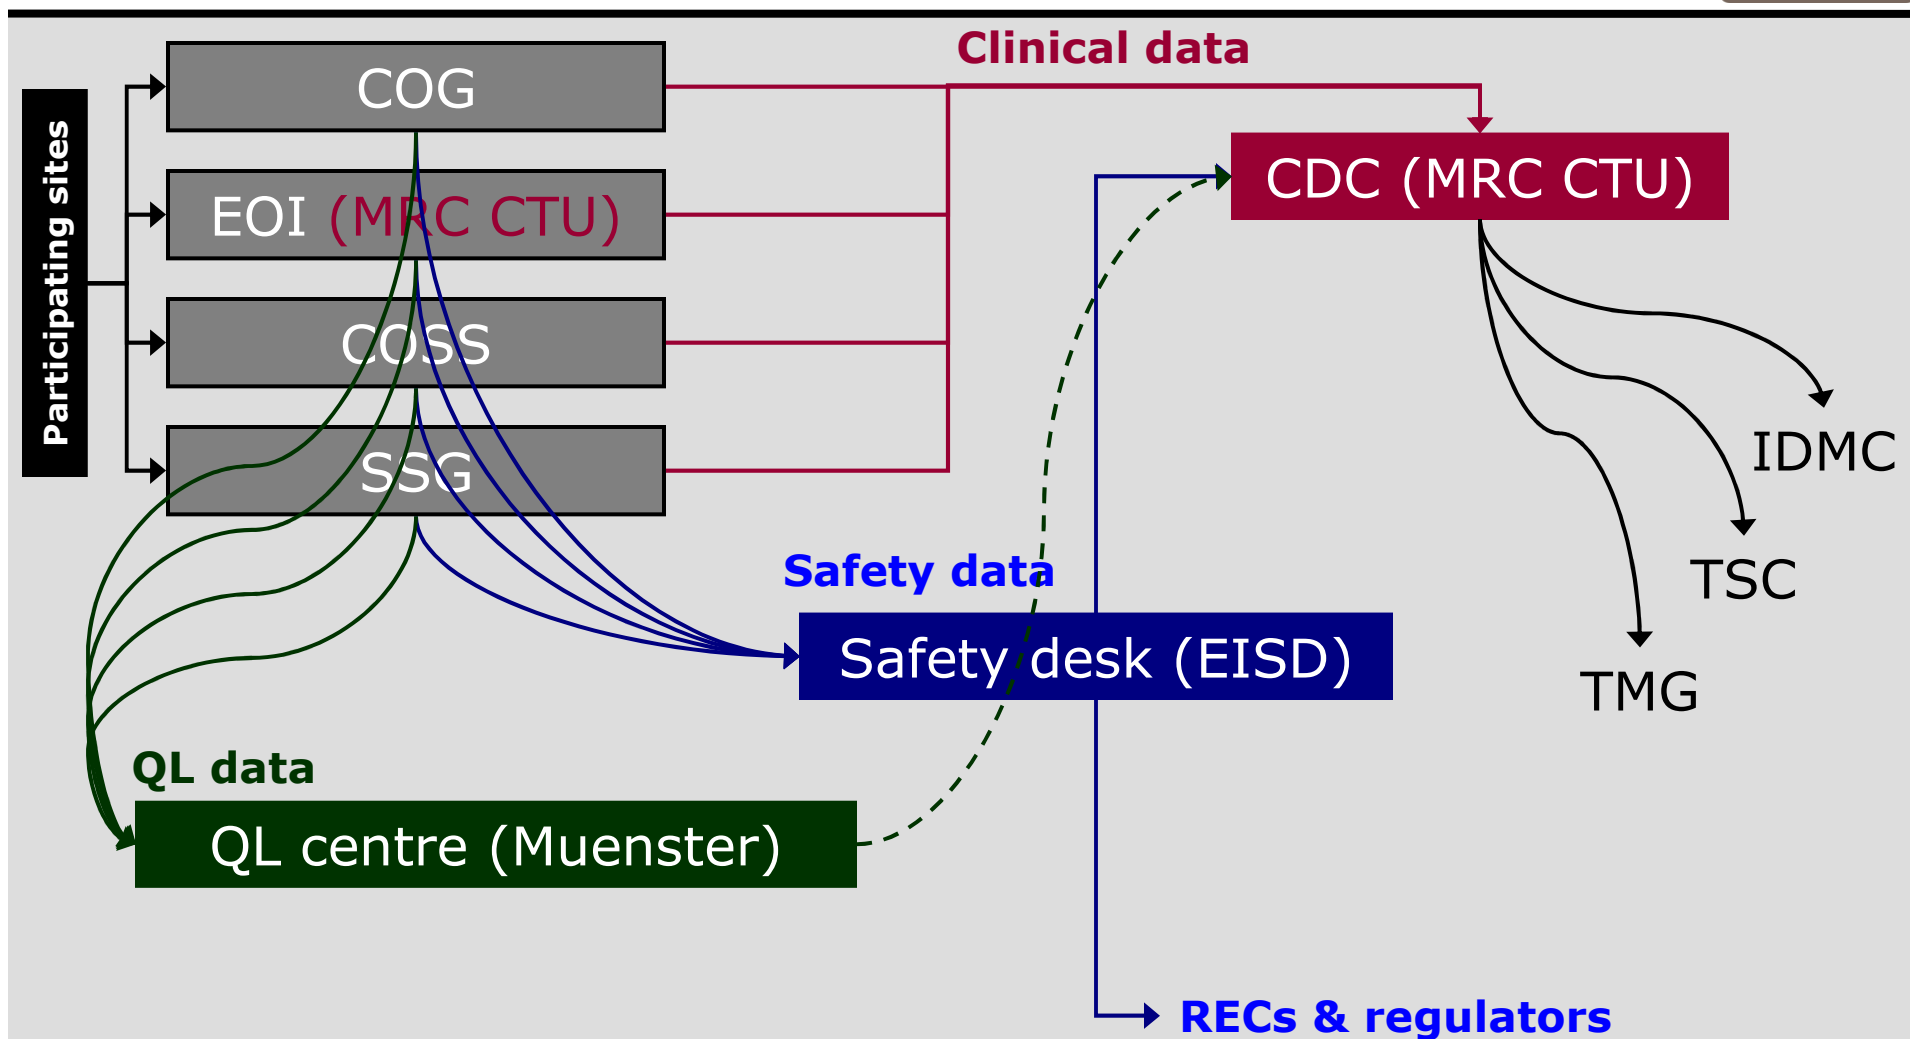 Clinical data
COG
Participating sites
EOI (MRC CTU)
CDC (MRC CTU)
COSS
SSG
IDMC
TSC
TMG
Safety data
Safety desk (EISD)
QL data
QL centre (Muenster)
RECs & regulators